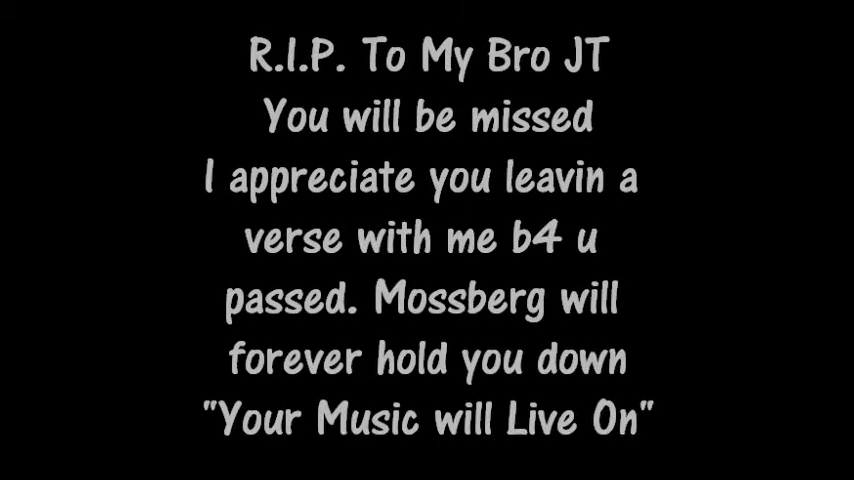 R.I.P. To My Bro JT
You will be missed
I appreciate you leavin a
verse with me b4 u
passed. Mossberg will
forever hold you down
"Your Music will Live On"